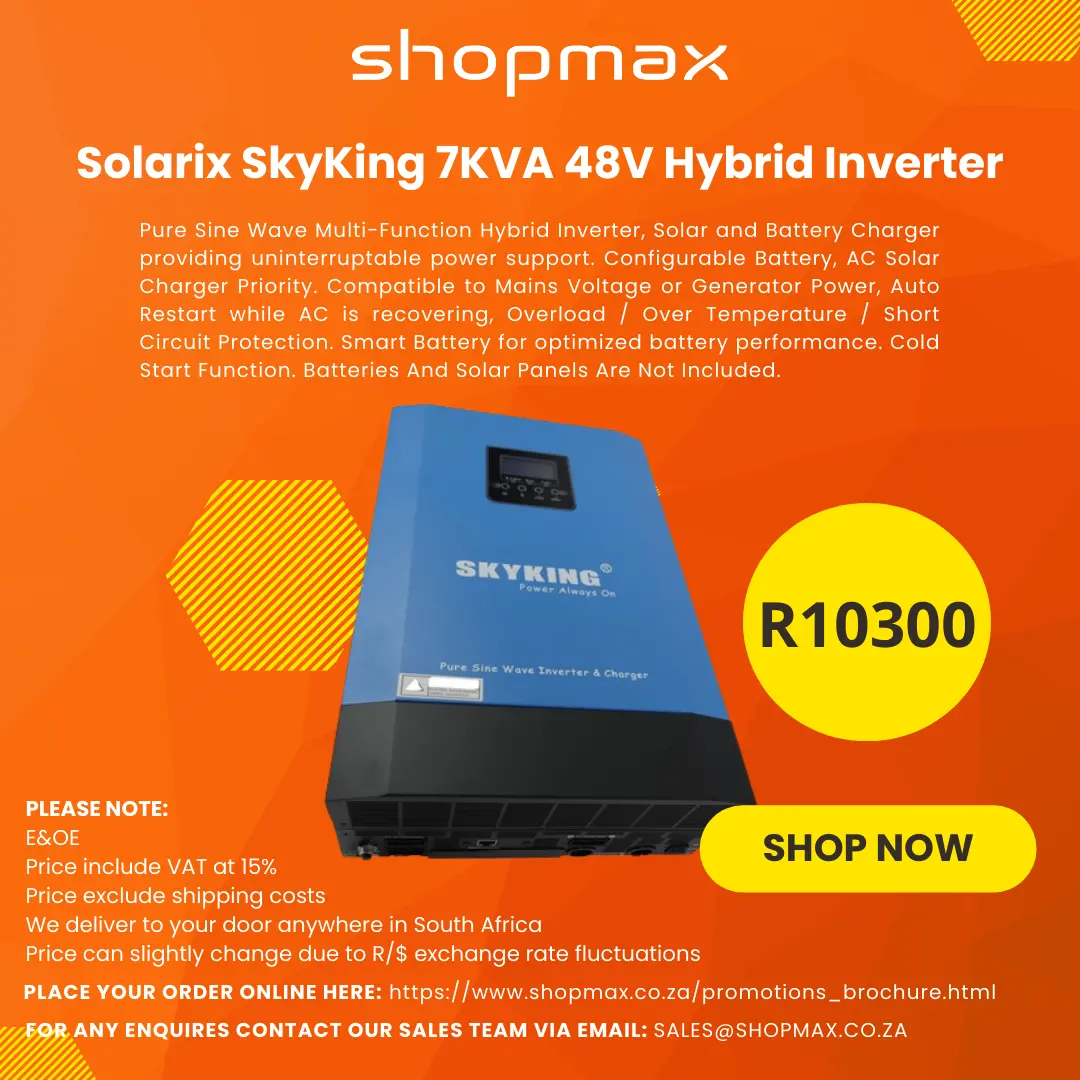 shopmax
Solarix SkyKing 7KVA 48V Hybrid Inverter
Pure Sine Wave Multi-Function Hybrid Inverter, Solar and Battery Charger
providing uninterruptable power support. Configurable Battery, AC Solar
Charger Priority. Compatible to Mains Voltage or Generator Power, Auto
Restart while AC is recovering, Overload / Over Temperature / Short
Circuit Protection. Smart Battery for optimized battery performance. Cold
Start Function. Batteries And Solar Panels Are Not Included.
SKYKING®
Power Always On
Pure Sine Wave Inverter & Charger
R10300
SHOP NOW
PLEASE NOTE:
E&OE
Price include VAT at 15%
Price exclude shipping costs
We deliver to your door anywhere in South Africa
Price can slightly change due to R/$ exchange rate fluctuations
PLACE YOUR ORDER ONLINE HERE: https://www.shopmax.co.za/promotions_brochure.html
FOR ANY ENQUIRES CONTACT OUR SALES TEAM VIA EMAIL: SALES@SHOPMAX.CO.ZA